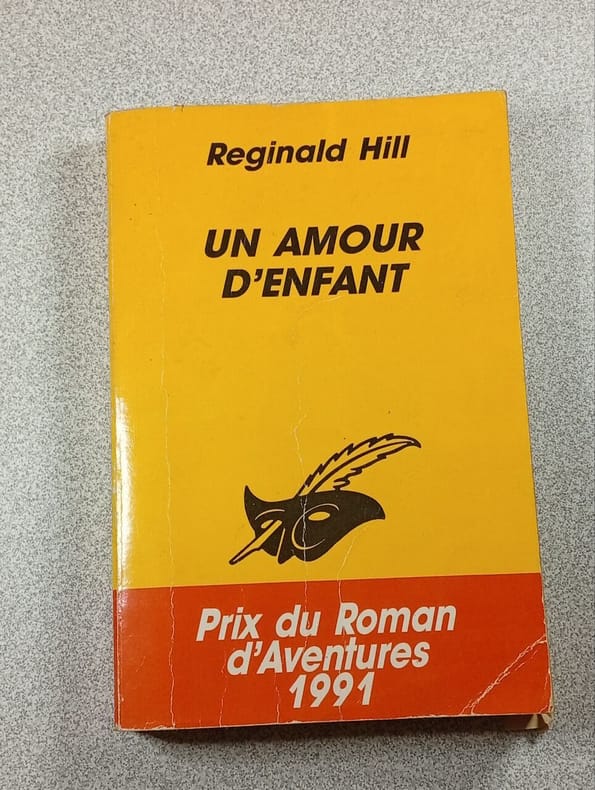 Reginald Hill
UN AMOUR
D'ENFANT
Prix du Roman
d'Aventures
1991